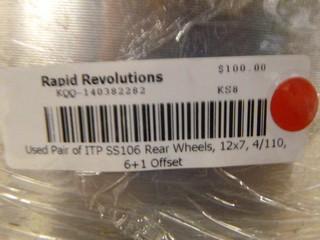 Rapid Revolutions
$100.00
KQQ-140382282
KS8
Used Pair of ITP SS106 Rear Wheels, 12x7, 4/110,
6+1 Offset